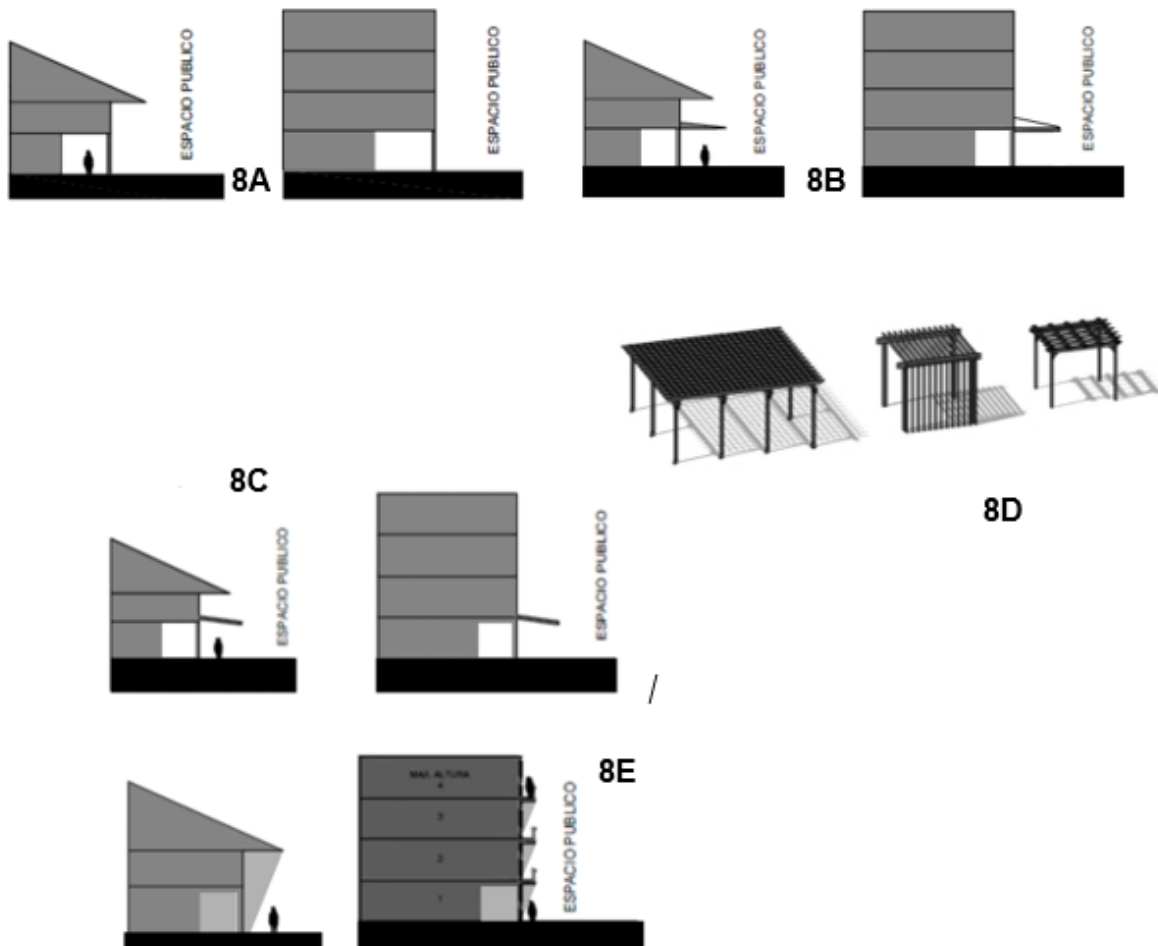 ESPACIO PUBLICO
8A
ESPACIO PUBLICO
ESPACIO PUBLICO
8B
ESPACIO PUBLICO
8C
8D
ESPACIO PUBLICO
ESPACIO PUBLICO
/
8E
MAX. ALTURA
4
3
2
1
ESPACIO PUBLICO